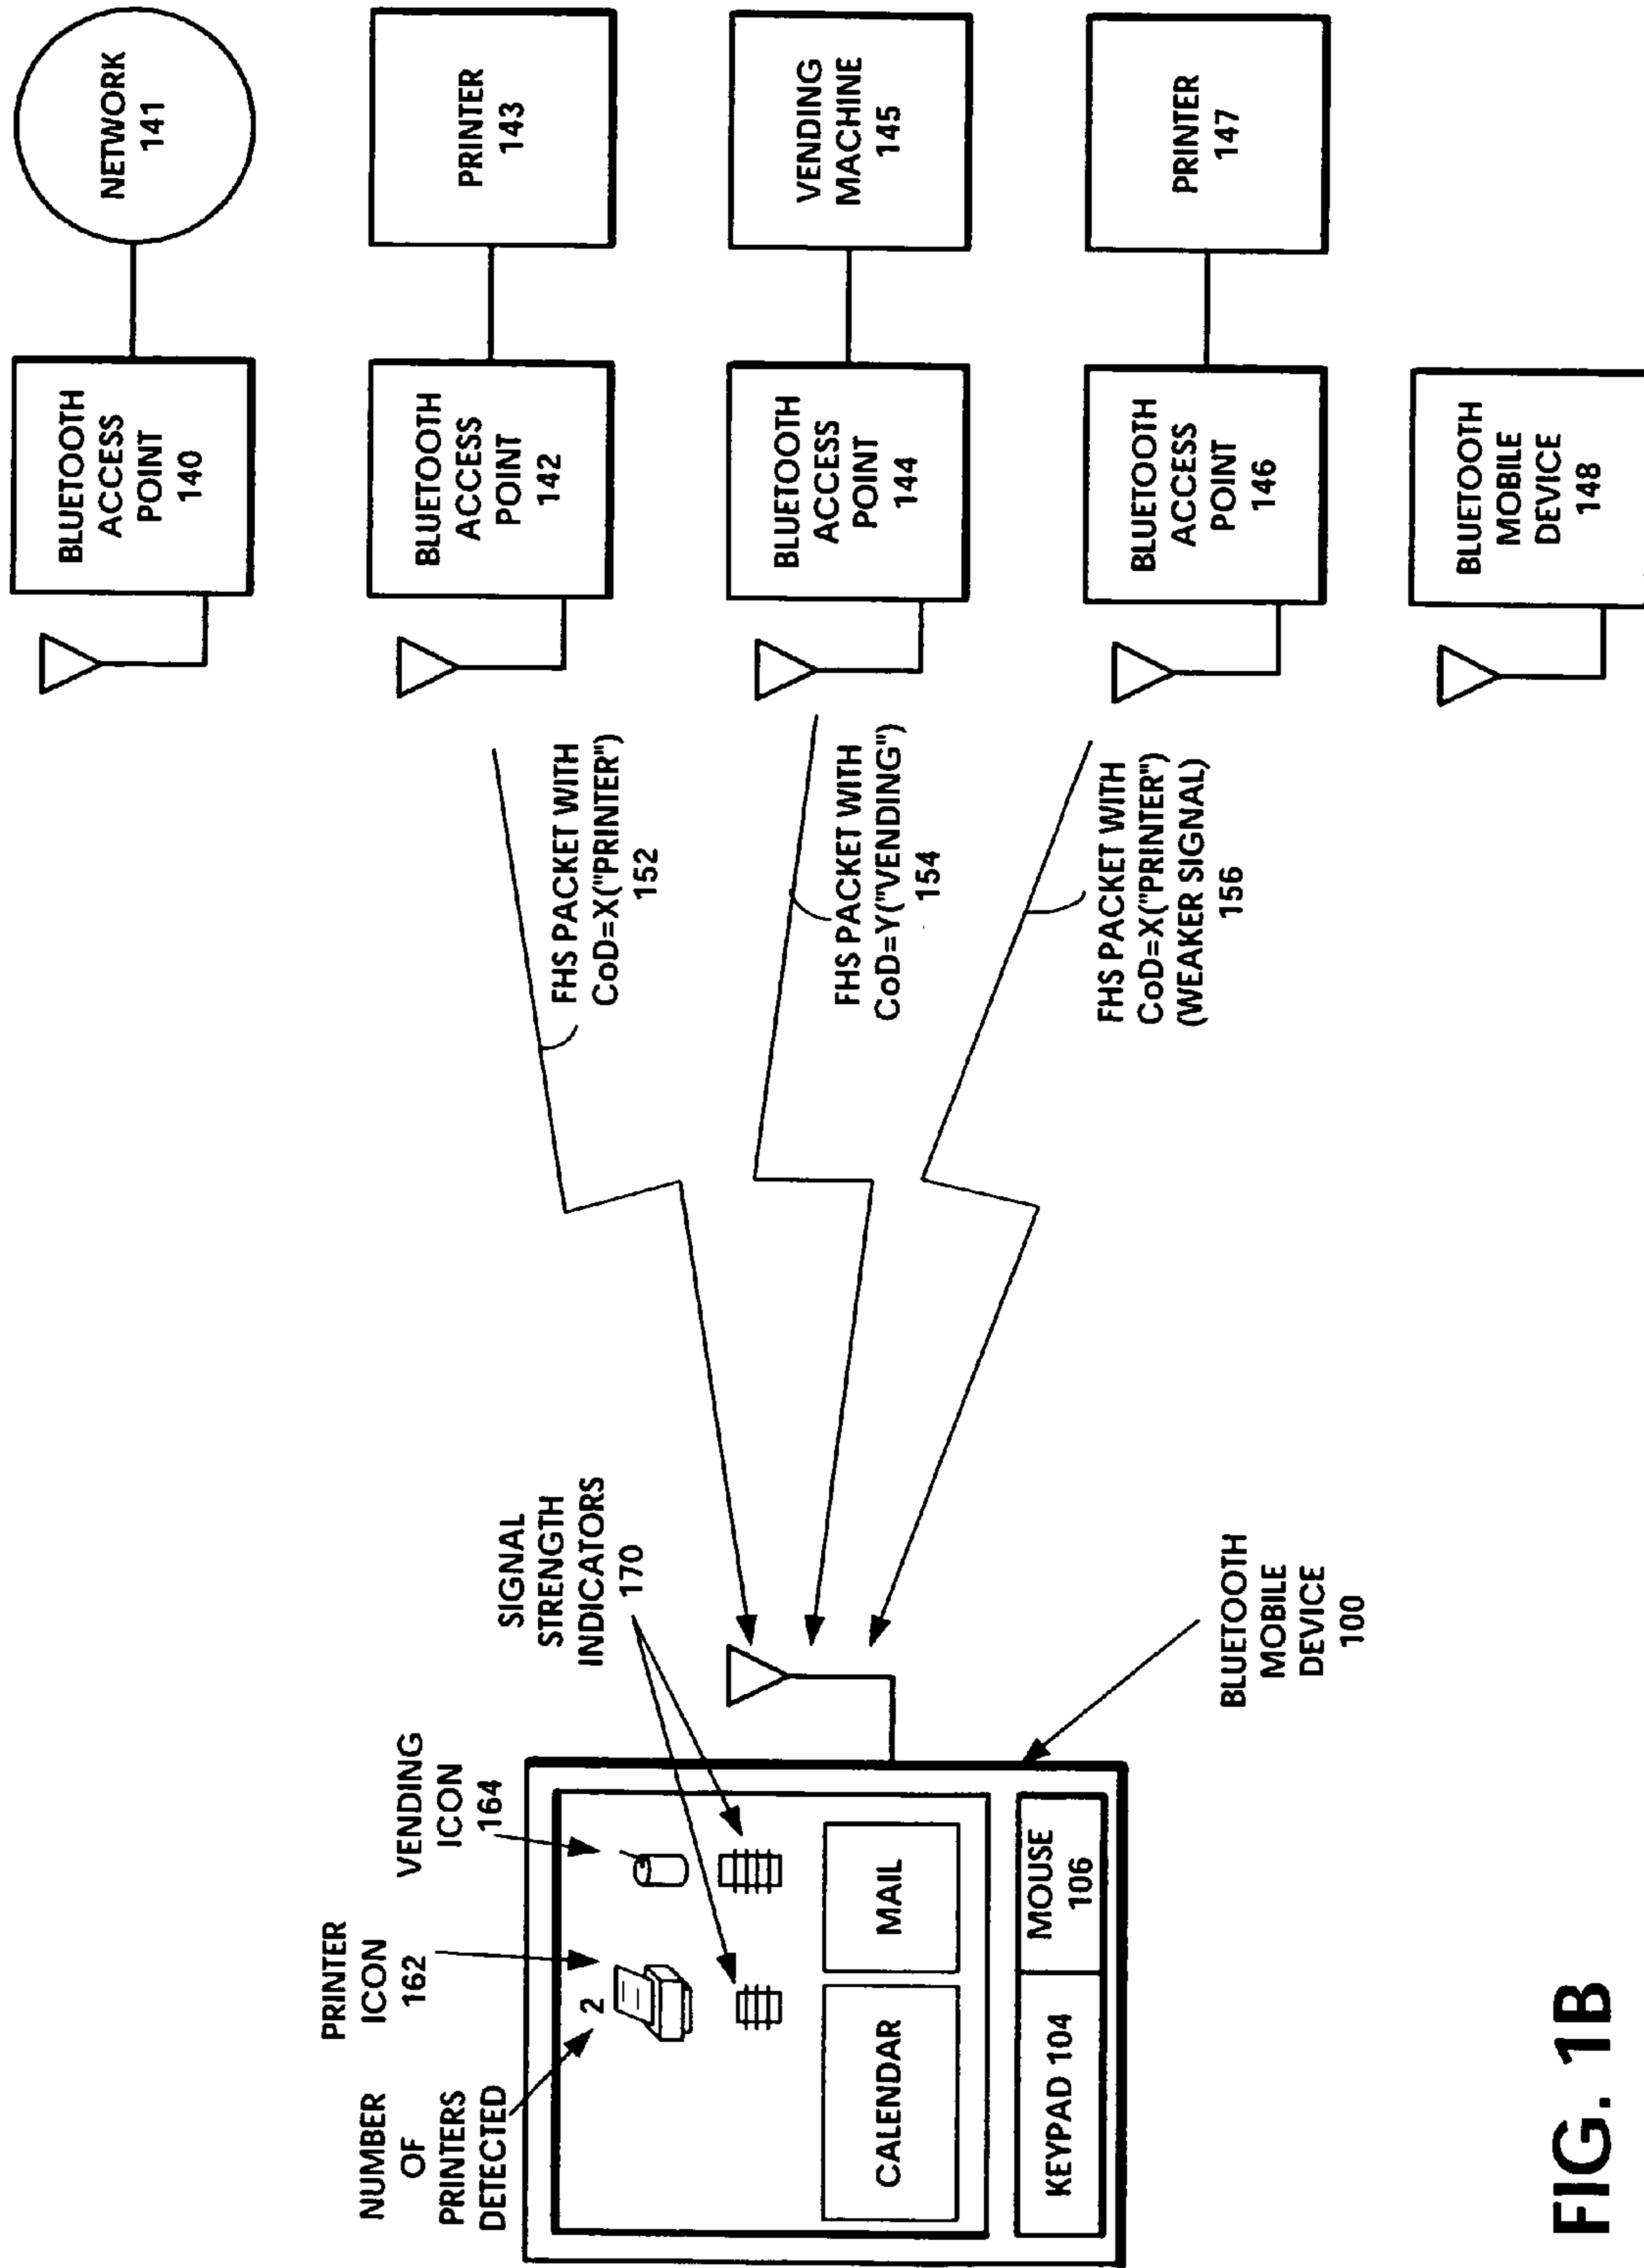 NUMBER
OF
PRINTERS
DETECTED
PRINTER
ICON
162
VENDING
ICON
164
SIGNAL
STRENGTH
INDICATORS
170
2
CALENDAR
MAIL
KEYPAD 104
MOUSE
106
BLUETOOTH
MOBILE
DEVICE
100
FHS PACKET WITH
CoD=X("PRINTER")
152
FHS PACKET WITH
CoD=Y("VENDING")
154
FHS PACKET WITH
CoD=X("PRINTER")
(WEAKER SIGNAL)
156
BLUETOOTH
ACCESS
POINT
140
NETWORK
141
BLUETOOTH
ACCESS
POINT
142
PRINTER
143
BLUETOOTH
ACCESS
POINT
144
VENDING
MACHINE
145
BLUETOOTH
ACCESS
POINT
146
PRINTER
147
BLUETOOTH
MOBILE
DEVICE
148
FIG. 1B